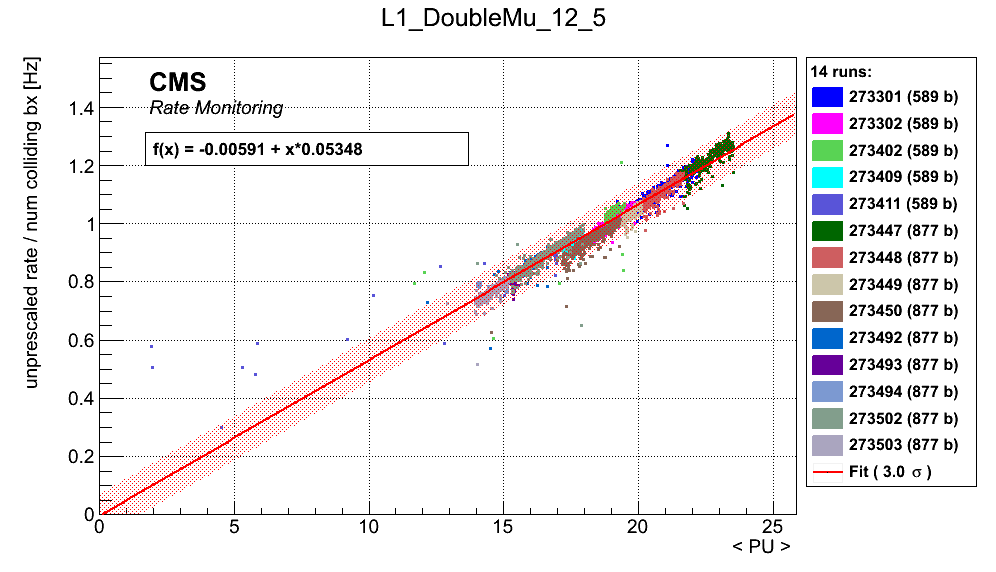 L1_DoubleMu_12_5
unprescaled rate / num colliding bx [Hz]
CMS
Rate Monitoring
f(x) = -0.00591 + x*0.05348
1.4
1.2
1
0.8
0.6
0.4
0.2
0
0 5 10 15 20 25
< PU >
14 runs:
273301 (589 b)
273302 (589 b)
273402 (589 b)
273409 (589 b)
273411 (589 b)
273447 (877 b)
273448 (877 b)
273449 (877 b)
273450 (877 b)
273492 (877 b)
273493 (877 b)
273494 (877 b)
273502 (877 b)
273503 (877 b)
Fit ( 3.0 σ )